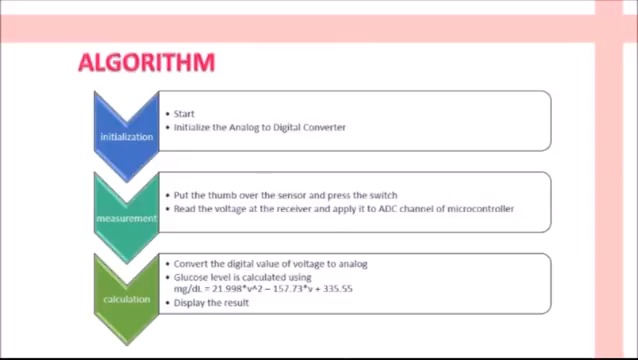 ALGORITHM
initialization
• Start
• Initialize the Analog to Digital Converter
measurement
• Put the thumb over the sensor and press the switch
• Read the voltage at the receiver and apply it to ADC channel of microcontroller
calculation
• Convert the digital value of voltage to analog
• Glucose level is calculated using
mg/dL = 21.998*v^2 – 157.73*v + 335.55
• Display the result